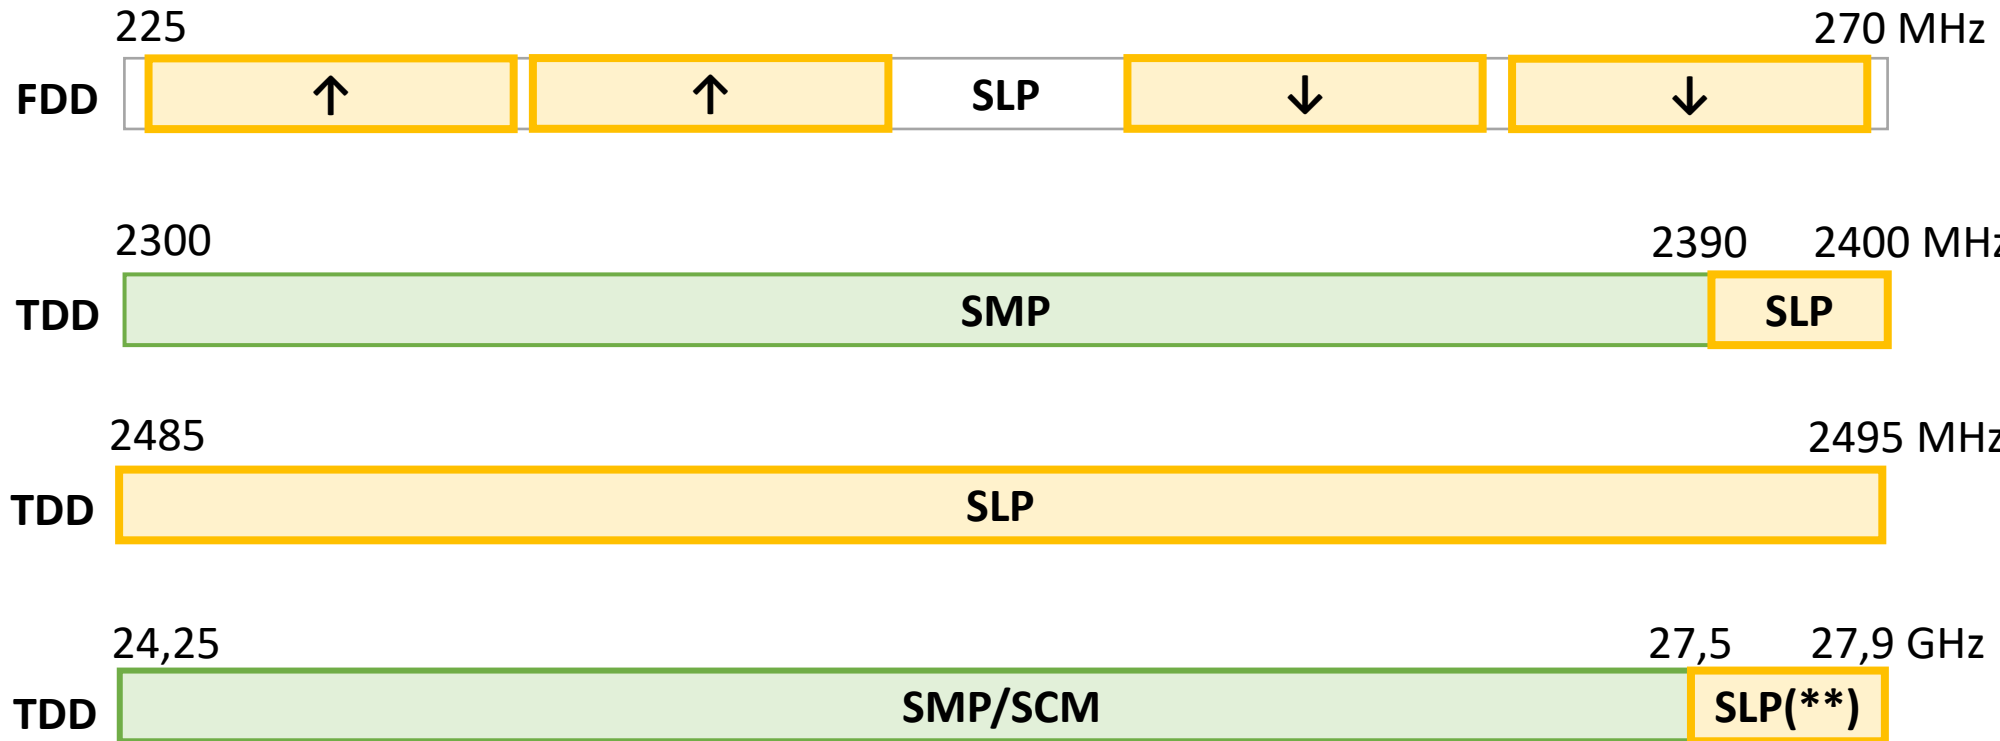 225 270 MHz
FDD ↑ ↑ SLP ↓ ↓
2300 2390 2400 MHz
TDD SMP SLP
2485 2495 MHz
TDD SLP
24,25 27,5 27,9 GHz
TDD SMP/SCM SLP(**)